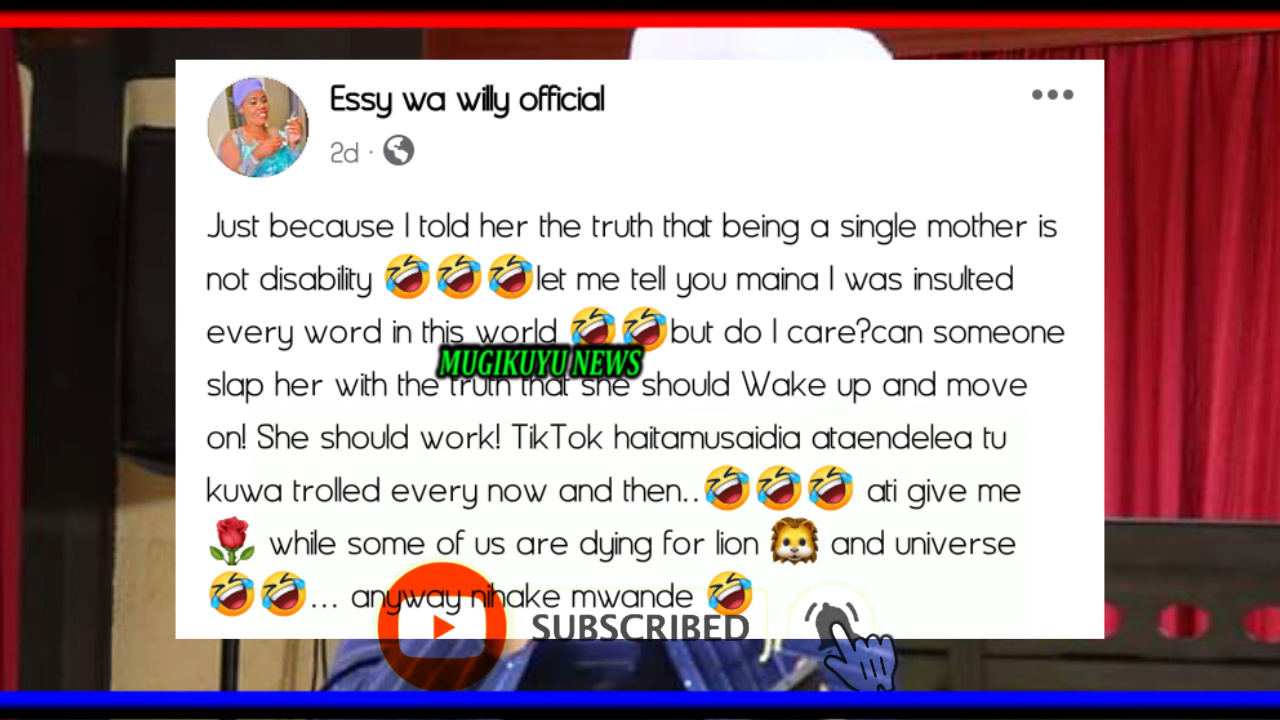 Essy wa willy official
2d ·
Just because I told her the truth that being a single mother is
not disability 🤣🤣🤣let me tell you maina I was insulted
every word in this world 🤣🤣but do I care?can someone
MUGIKUYU NEWS
slap her with the truth that she should Wake up and move
on! She should work! TikTok haitamusaidia ataendelea tu
kuwa trolled every now and then..🤣🤣🤣 ati give me
🌹 while some of us are dying for lion 🦁 and universe
🤣🤣... anyway nihake mwande 🤣
SUBSCRIBED